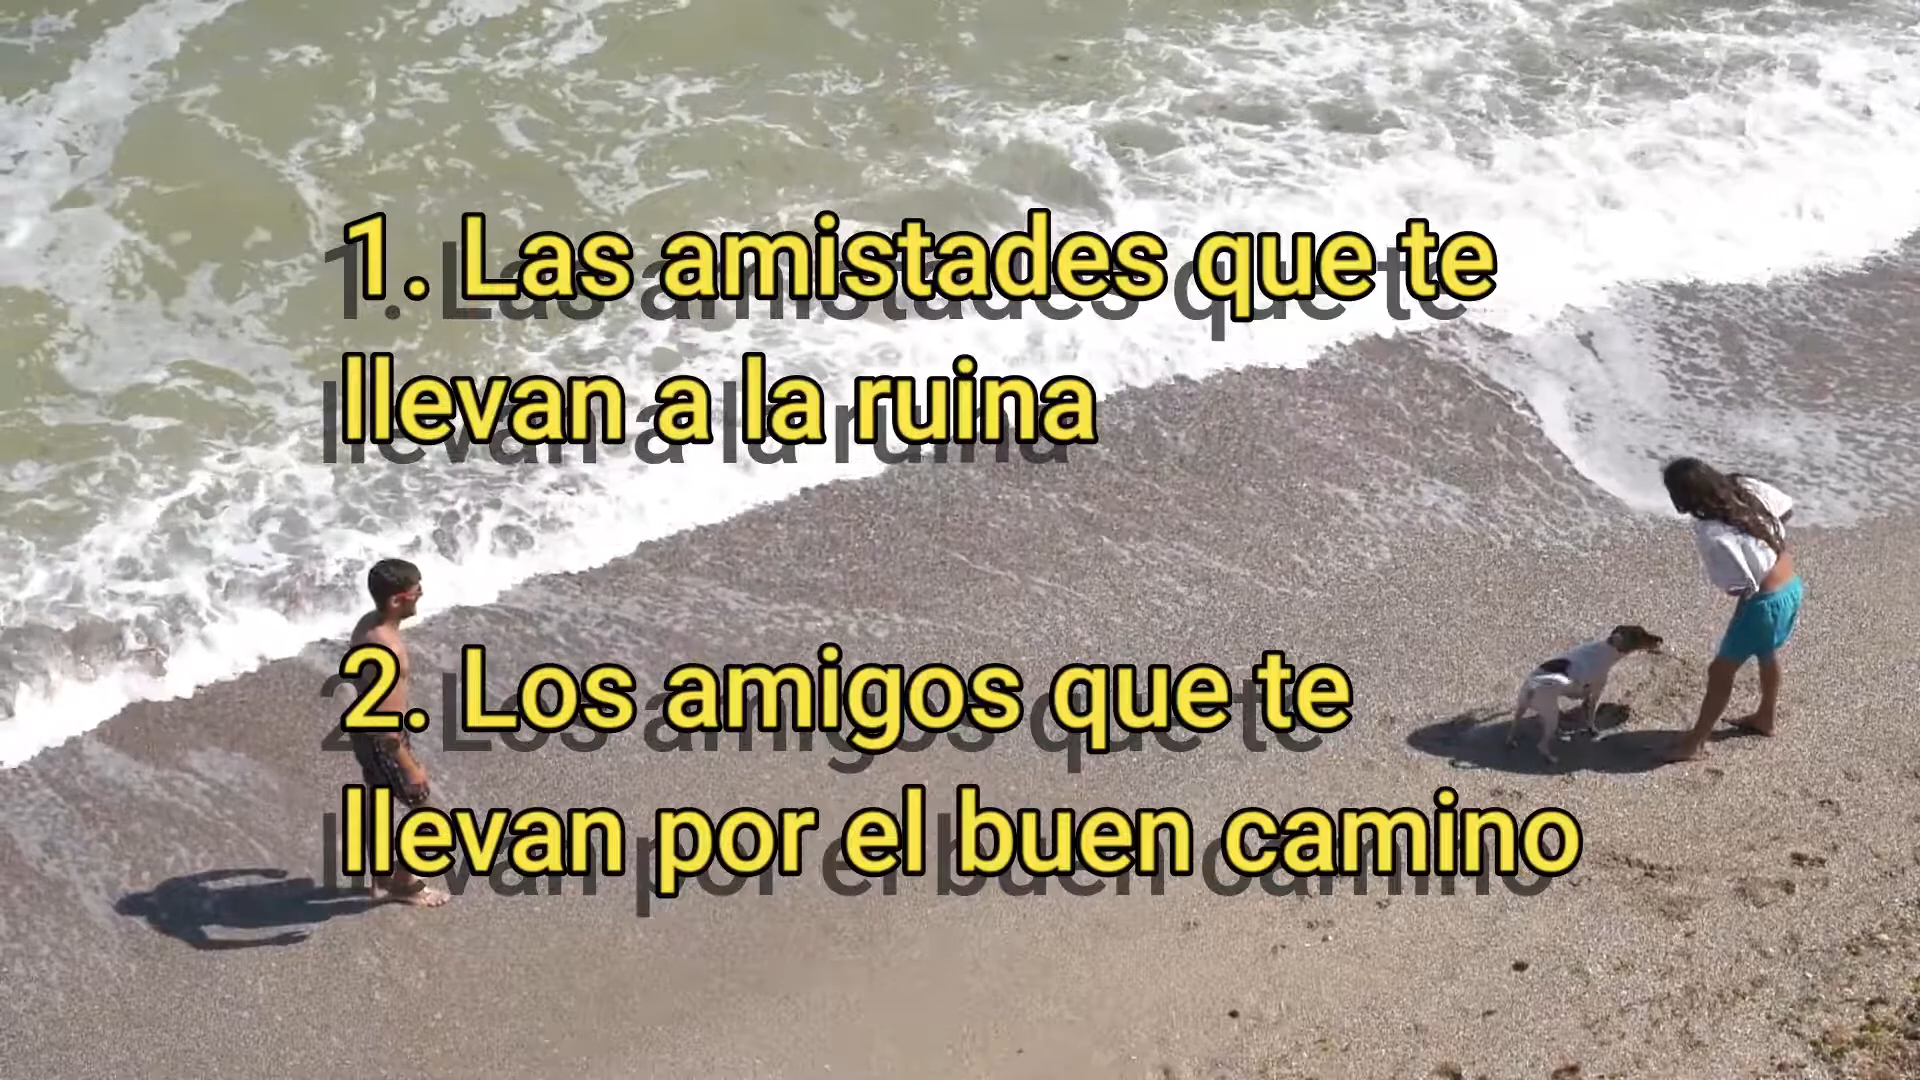 1. Las amistades que te
llevan a la ruina
2. Los amigos que te
llevan por el buen camino